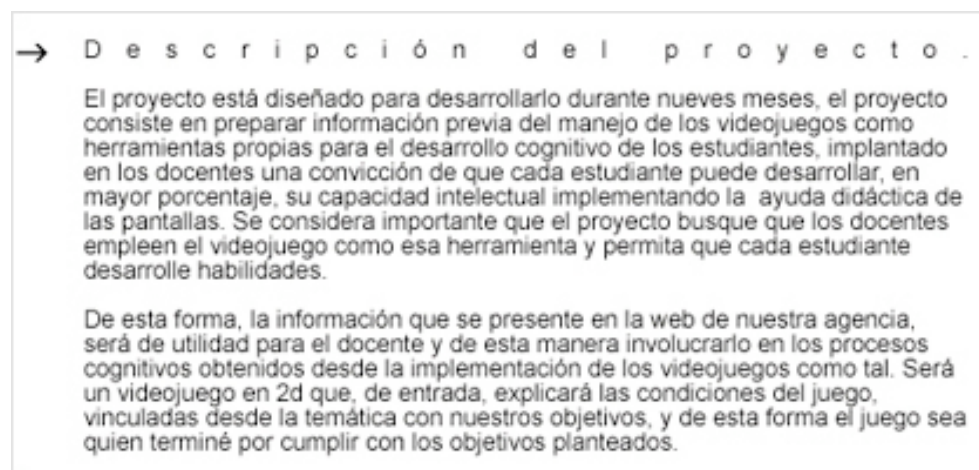 → Descripción del proyecto.
El proyecto está diseñado para desarrollarlo durante nueves meses, el proyecto
consiste en preparar información previa del manejo de los videojuegos como
herramientas propias para el desarrollo cognitivo de los estudiantes, implantado
en los docentes una convicción de que cada estudiante puede desarrollar, en
mayor porcentaje, su capacidad intelectual implementando la ayuda didáctica de
las pantallas. Se considera importante que el proyecto busque que los docentes
empleen el videojuego como esa herramienta y permita que cada estudiante
desarrolle habilidades.
De esta forma, la información que se presente en la web de nuestra agencia,
será de utilidad para el docente y de esta manera involucrarlo en los procesos
cognitivos obtenidos desde la implementación de los videojuegos como tal. Será
un videojuego en 2d que, de entrada, explicará las condiciones del juego,
vinculadas desde la temática con nuestros objetivos, y de esta forma el juego sea
quien terminé por cumplir con los objetivos planteados.